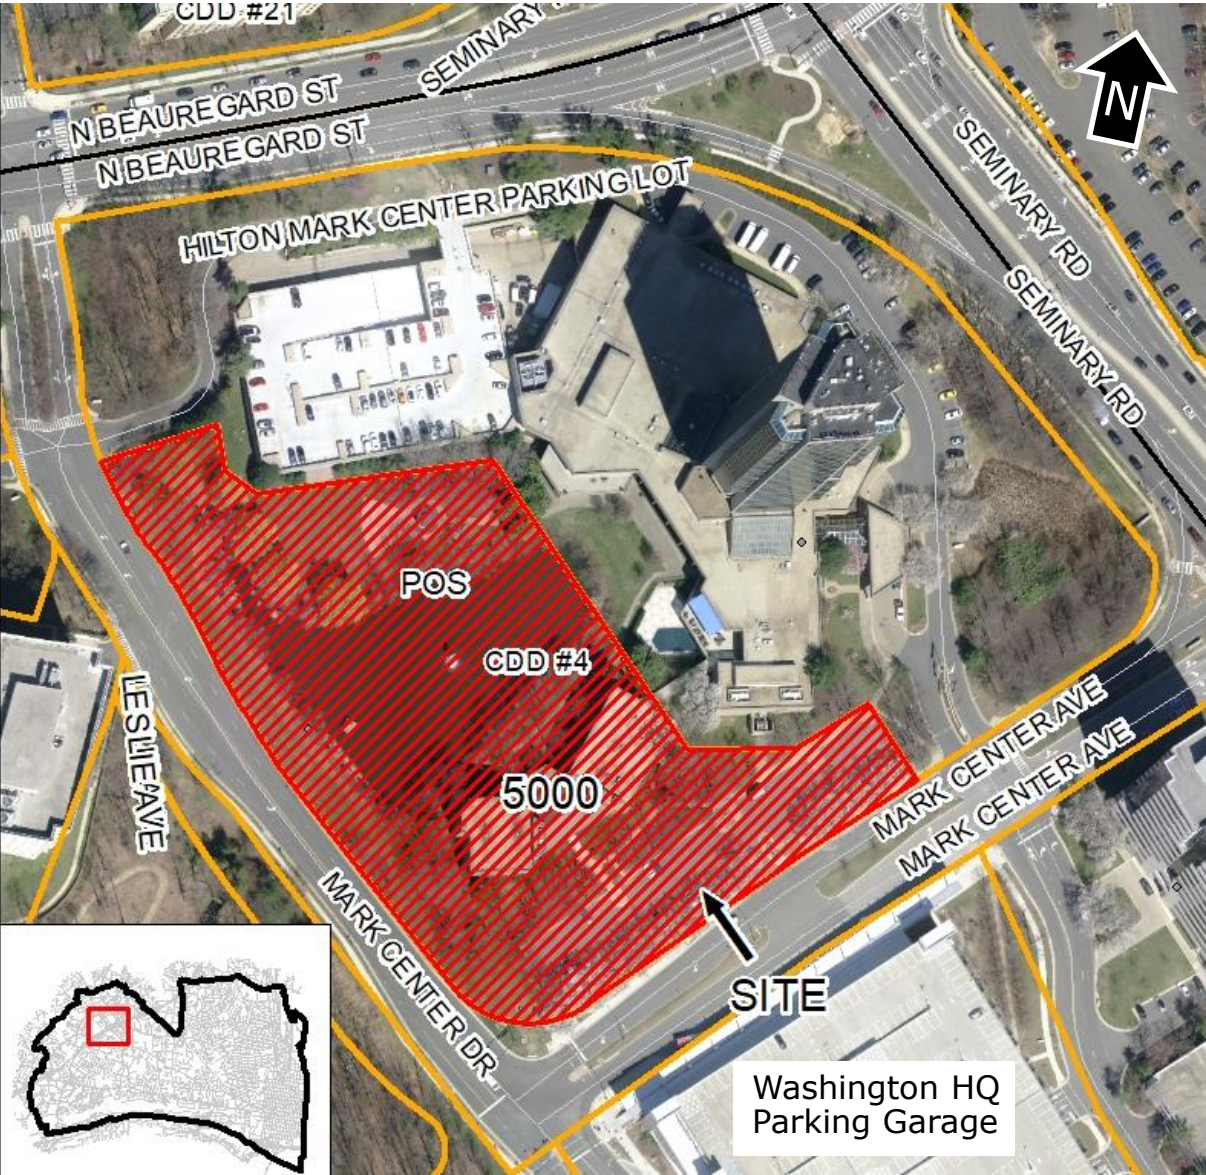 CDD #21
SEMINARY
N BEAUREGARD ST
N BEAUREGARD ST
N
SEMINARY RD
SEMINARY RD
HILTON MARK CENTER PARKING LOT
POS
CDD #4
5000
LESLIE AVE
MARK CENTER AVE
MARK CENTER AVE
MARK CENTER DR
SITE
Washington HQ
Parking Garage